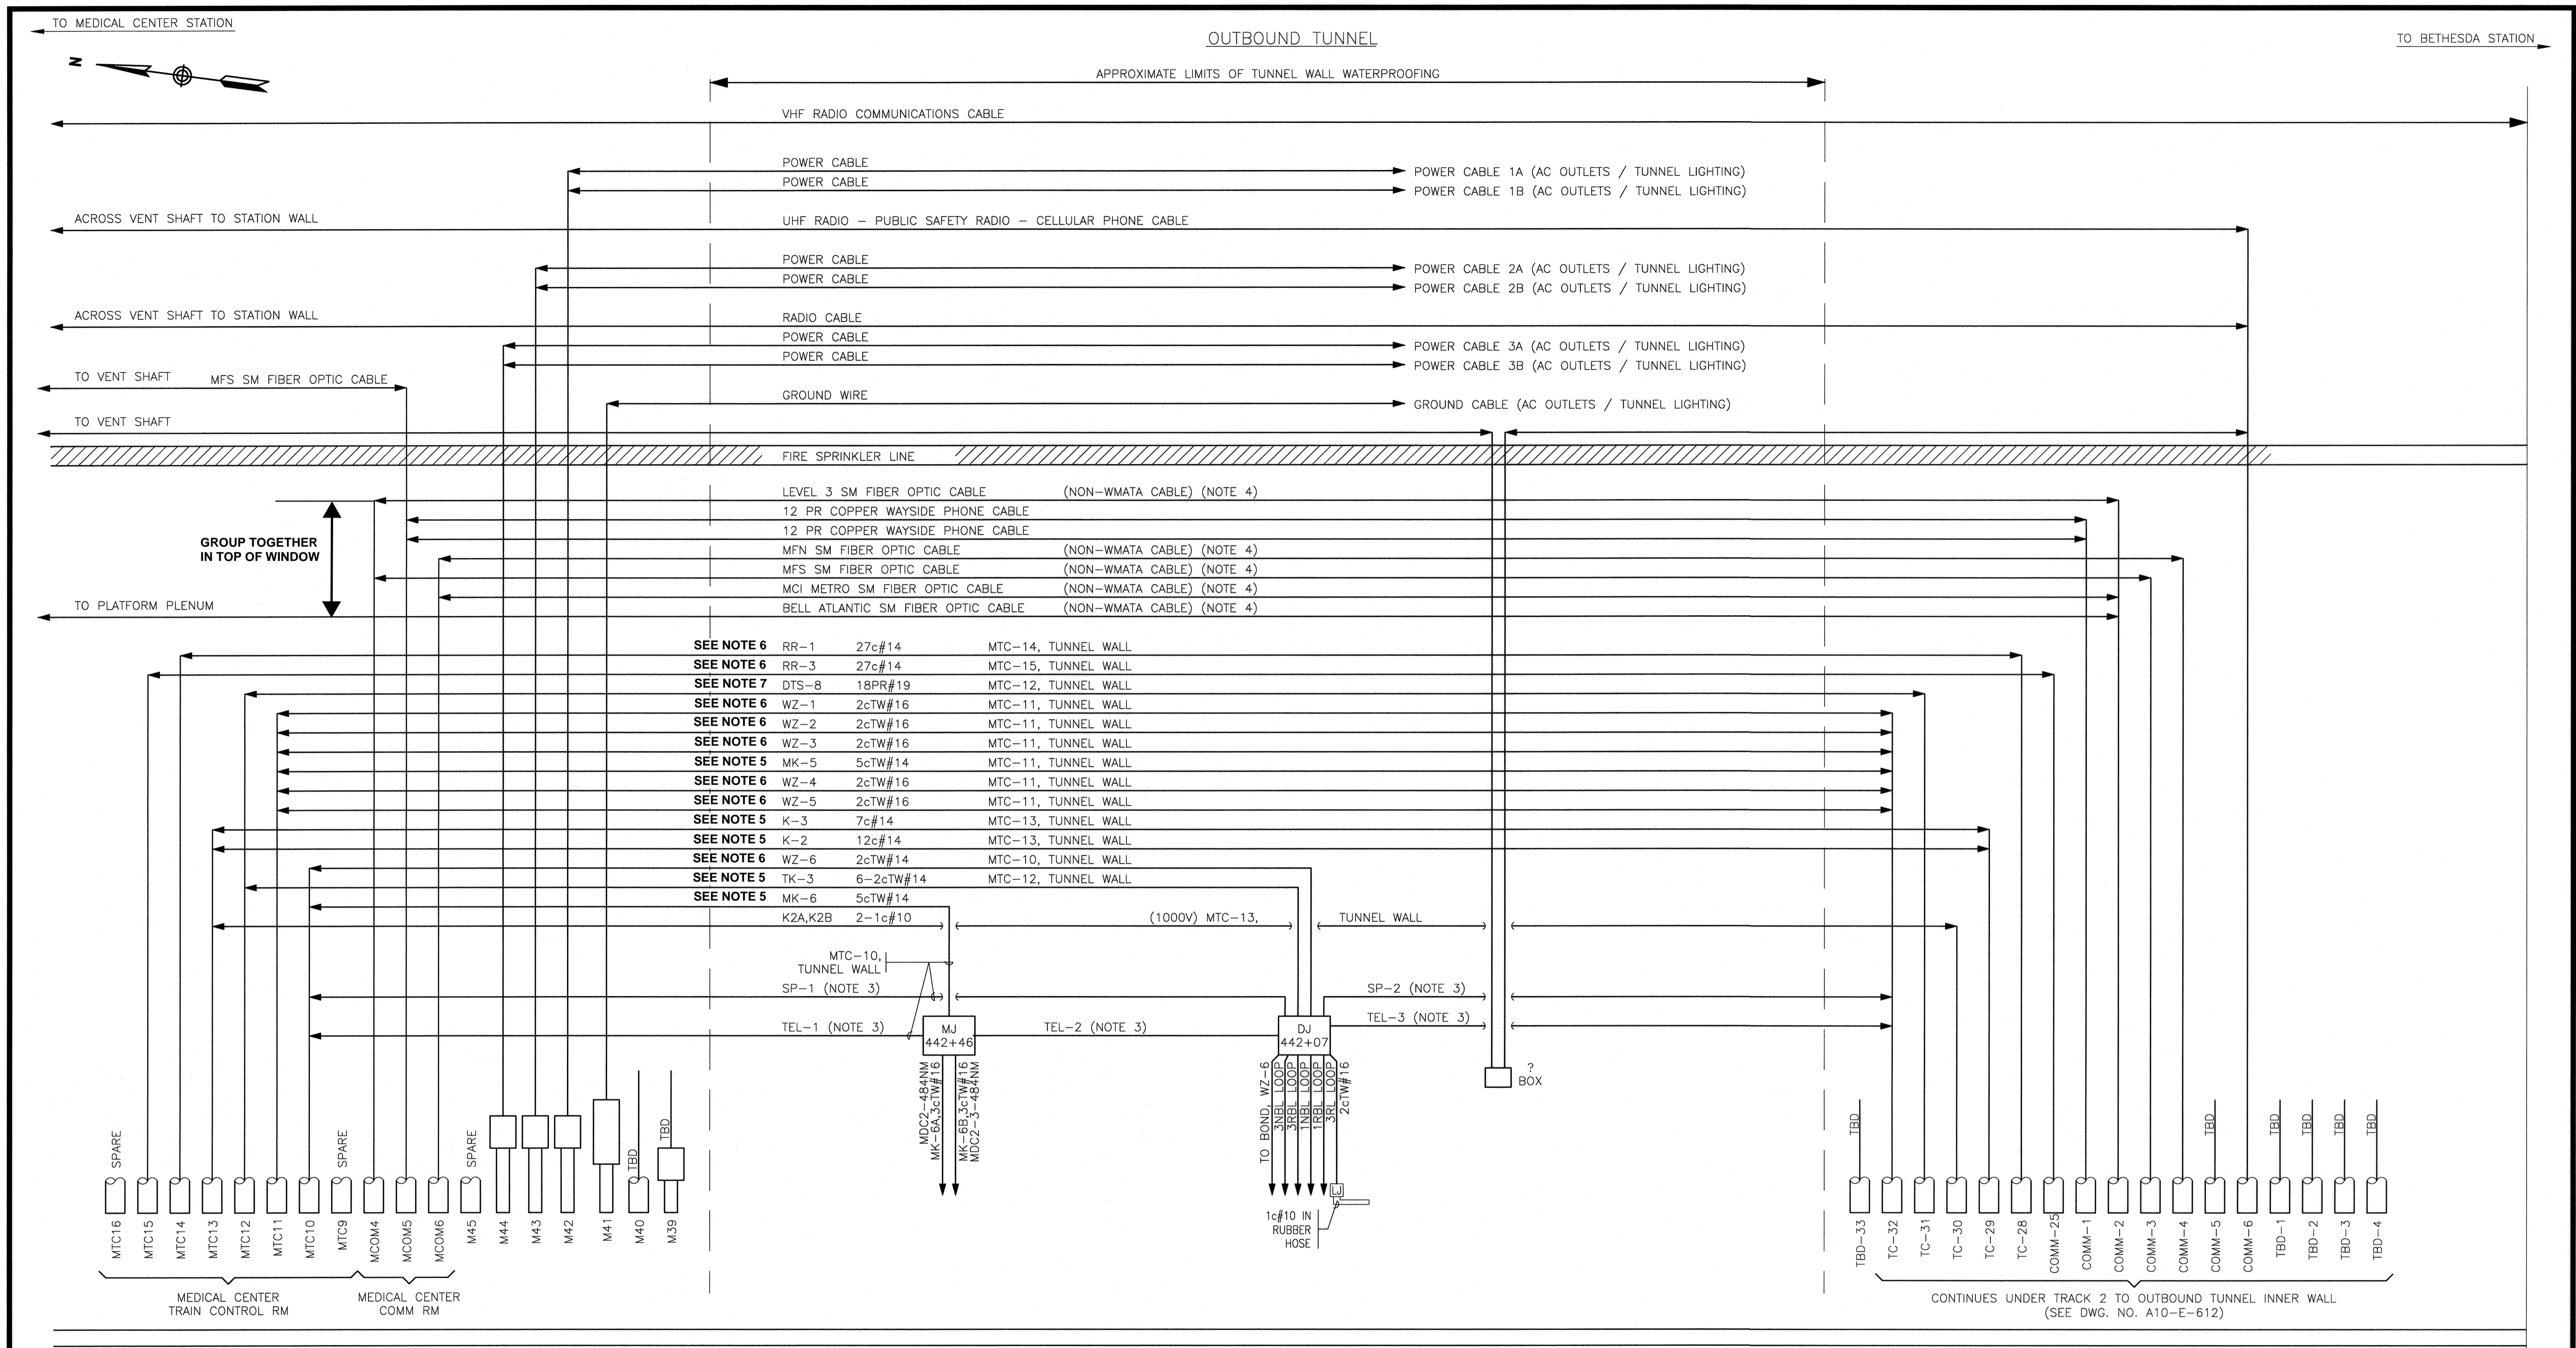 TO MEDICAL CENTER STATION
OUTBOUND TUNNEL
TO BETHESDA STATION
N
APPROXIMATE LIMITS OF TUNNEL WALL WATERPROOFING
VHF RADIO COMMUNICATIONS CABLE
POWER CABLE
POWER CABLE 1A (AC OUTLETS / TUNNEL LIGHTING)
POWER CABLE
POWER CABLE 1B (AC OUTLETS / TUNNEL LIGHTING)
ACROSS VENT SHAFT TO STATION WALL
UHF RADIO – PUBLIC SAFETY RADIO – CELLULAR PHONE CABLE
POWER CABLE
POWER CABLE 2A (AC OUTLETS / TUNNEL LIGHTING)
POWER CABLE
POWER CABLE 2B (AC OUTLETS / TUNNEL LIGHTING)
ACROSS VENT SHAFT TO STATION WALL
RADIO CABLE
POWER CABLE
POWER CABLE 3A (AC OUTLETS / TUNNEL LIGHTING)
POWER CABLE
POWER CABLE 3B (AC OUTLETS / TUNNEL LIGHTING)
TO VENT SHAFT MFS SM FIBER OPTIC CABLE
GROUND WIRE
GROUND CABLE (AC OUTLETS / TUNNEL LIGHTING)
TO VENT SHAFT
FIRE SPRINKLER LINE
LEVEL 3 SM FIBER OPTIC CABLE (NON-WMATA CABLE) (NOTE 4)
12 PR COPPER WAYSIDE PHONE CABLE
12 PR COPPER WAYSIDE PHONE CABLE
GROUP TOGETHER
IN TOP OF WINDOW
MFN SM FIBER OPTIC CABLE (NON-WMATA CABLE) (NOTE 4)
MFS SM FIBER OPTIC CABLE (NON-WMATA CABLE) (NOTE 4)
MCI METRO SM FIBER OPTIC CABLE (NON-WMATA CABLE) (NOTE 4)
TO PLATFORM PLENUM
BELL ATLANTIC SM FIBER OPTIC CABLE (NON-WMATA CABLE) (NOTE 4)
SEE NOTE 6 RR-1 27c#14 MTC-14, TUNNEL WALL
SEE NOTE 6 RR-3 27c#14 MTC-15, TUNNEL WALL
SEE NOTE 7 DTS-8 18PR#19 MTC-12, TUNNEL WALL
SEE NOTE 6 WZ-1 2cTW#16 MTC-11, TUNNEL WALL
SEE NOTE 6 WZ-2 2cTW#16 MTC-11, TUNNEL WALL
SEE NOTE 6 WZ-3 2cTW#16 MTC-11, TUNNEL WALL
SEE NOTE 5 MK-5 5cTW#14 MTC-11, TUNNEL WALL
SEE NOTE 6 WZ-4 2cTW#16 MTC-11, TUNNEL WALL
SEE NOTE 6 WZ-5 2cTW#16 MTC-11, TUNNEL WALL
SEE NOTE 5 K-3 7c#14 MTC-13, TUNNEL WALL
SEE NOTE 5 K-2 12c#14 MTC-13, TUNNEL WALL
SEE NOTE 6 WZ-6 2cTW#14 MTC-10, TUNNEL WALL
SEE NOTE 5 TK-3 6-2cTW#14 MTC-12, TUNNEL WALL
SEE NOTE 5 MK-6 5cTW#14
K2A,K2B 2-1c#10 (1000V) MTC-13, TUNNEL WALL
MTC-10,
TUNNEL WALL
SP-1 (NOTE 3)
SP-2 (NOTE 3)
TEL-1 (NOTE 3)
TEL-2 (NOTE 3)
TEL-3 (NOTE 3)
MJ
442+46
DJ
442+07
MDC2-484NM
MK-6A,3cTW#16
MK-6B,3cTW#16
MDC2-3-484NM
TO BOND, WZ-6
3NBL LOOP
3RBL LOOP
1NBL LOOP
1RBL LOOP
3RL LOOP
2cTW#16
LJ
1c#10 IN
RUBBER
HOSE
?
BOX
SPARE
SPARE
SPARE
TBD
TBD
TBD
TBD
TBD
TBD
TBD
TBD
MTC16
MTC15
MTC14
MTC13
MTC12
MTC11
MTC10
MTC9
MCOM4
MCOM5
MCOM6
M45
M44
M43
M42
M41
M40
M39
TBD-33
TC-32
TC-31
TC-30
TC-29
TC-28
COMM-25
COMM-1
COMM-2
COMM-3
COMM-4
COMM-5
COMM-6
TBD-1
TBD-2
TBD-3
TBD-4
MEDICAL CENTER
TRAIN CONTROL RM
MEDICAL CENTER
COMM RM
CONTINUES UNDER TRACK 2 TO OUTBOUND TUNNEL INNER WALL
(SEE DWG. NO. A10-E-612)